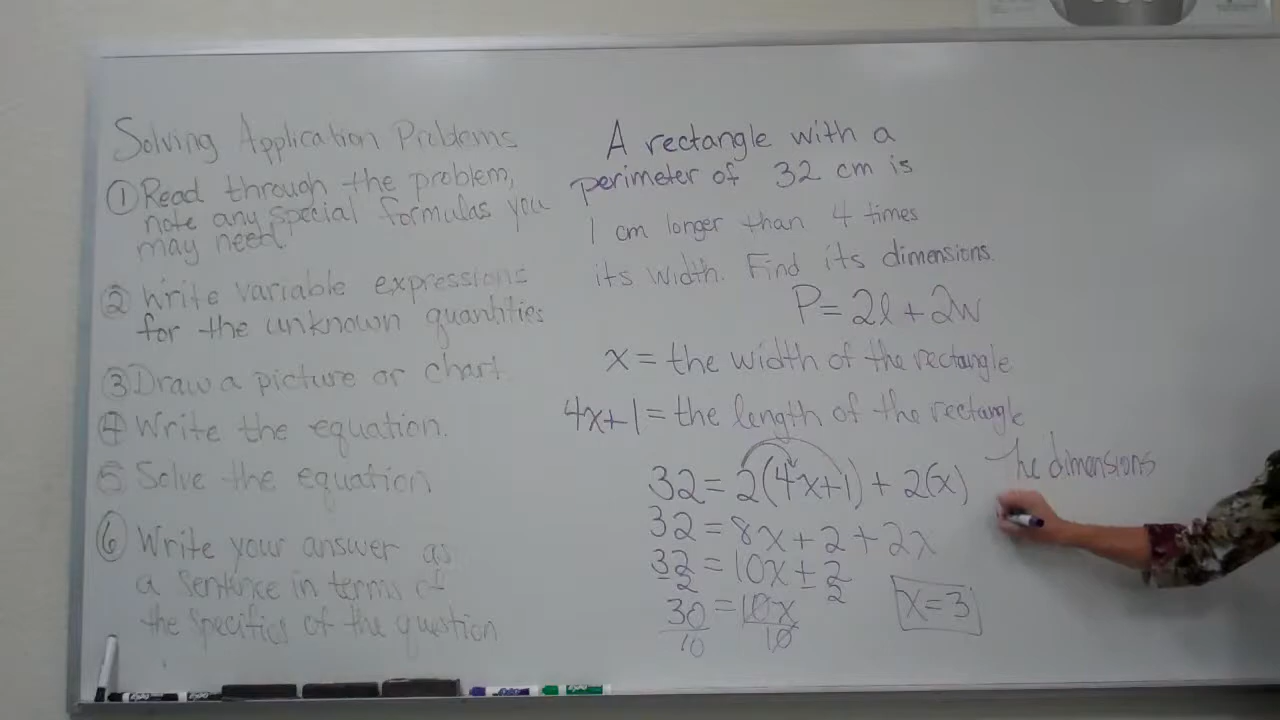 Solving Application Problems
① Read through the problem,
note any special formulas you
may need.
② Write variable expressions
for the unknown quantities
③ Draw a picture or chart.
④ Write the equation.
⑤ Solve the equation
⑥ Write your answer as
a sentence in terms of
the specifics of the question
A rectangle with a
perimeter of 32 cm is
1 cm longer than 4 times
its width. Find its dimensions.
P = 2l + 2w
x = the width of the rectangle
4x+1 = the length of the rectangle
32 = 2(4x+1) + 2(x)
32 = 8x + 2 + 2x
32 = 10x + 2
-2 -2
30 = 10x
10 10
x = 3
The dimensions